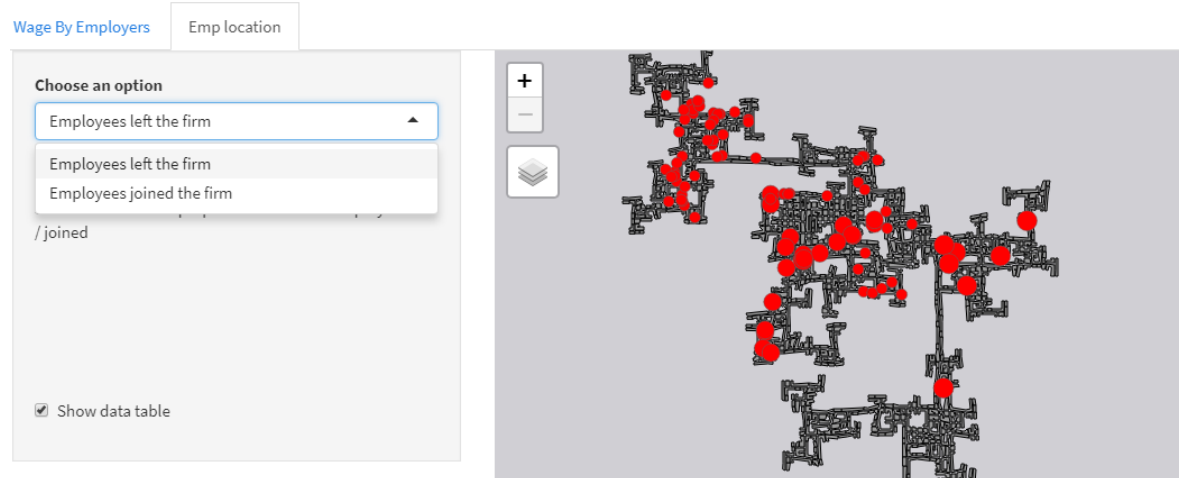 Wage By Employers
Emp location
Choose an option
Employees left the firm
Employees left the firm
Employees joined the firm
/ joined
Show data table
+
−